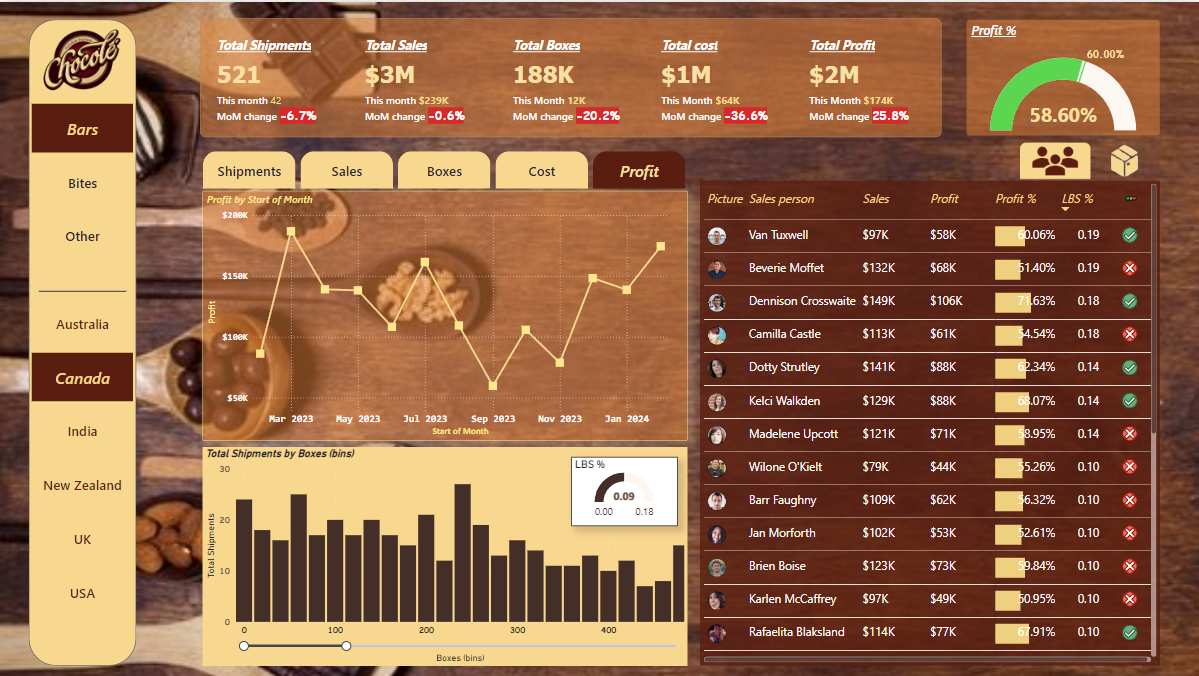 Chocolé
Bars
Bites
Other
Australia
Canada
India
New Zealand
UK
USA
Total Shipments
521
This month 42
MoM change -6.7%
Total Sales
$3M
This month $239K
MoM change -0.6%
Total Boxes
188K
This Month 12K
MoM change -20.2%
Total cost
$1M
This Month $64K
MoM change -36.6%
Total Profit
$2M
This Month $174K
MoM change 25.8%
Profit %
60.00%
58.60%
Shipments Sales Boxes Cost Profit
Profit by Start of Month
$200K
$150K
$100K
$50K
Profit
Mar 2023 May 2023 Jul 2023 Sep 2023 Nov 2023 Jan 2024
Start of Month
Total Shipments by Boxes (bins)
30
20
10
0
Total Shipments
0 100 200 300 400
Boxes (bins)
LBS %
0.09
0.00 0.18
Picture Sales person Sales Profit Profit % LBS %
Van Tuxwell $97K $58K 60.06% 0.19
Beverie Moffet $132K $68K 51.40% 0.19
Dennison Crosswaite $149K $106K 71.63% 0.18
Camilla Castle $113K $61K 54.54% 0.18
Dotty Strutley $141K $88K 62.34% 0.14
Kelci Walkden $129K $88K 68.07% 0.14
Madelene Upcott $121K $71K 58.95% 0.14
Wilone O'Kielt $79K $44K 55.26% 0.10
Barr Faughny $109K $62K 56.32% 0.10
Jan Morforth $102K $53K 52.61% 0.10
Brien Boise $123K $73K 59.84% 0.10
Karlen McCaffrey $97K $49K 50.95% 0.10
Rafaelita Blaksland $114K $77K 67.91% 0.10